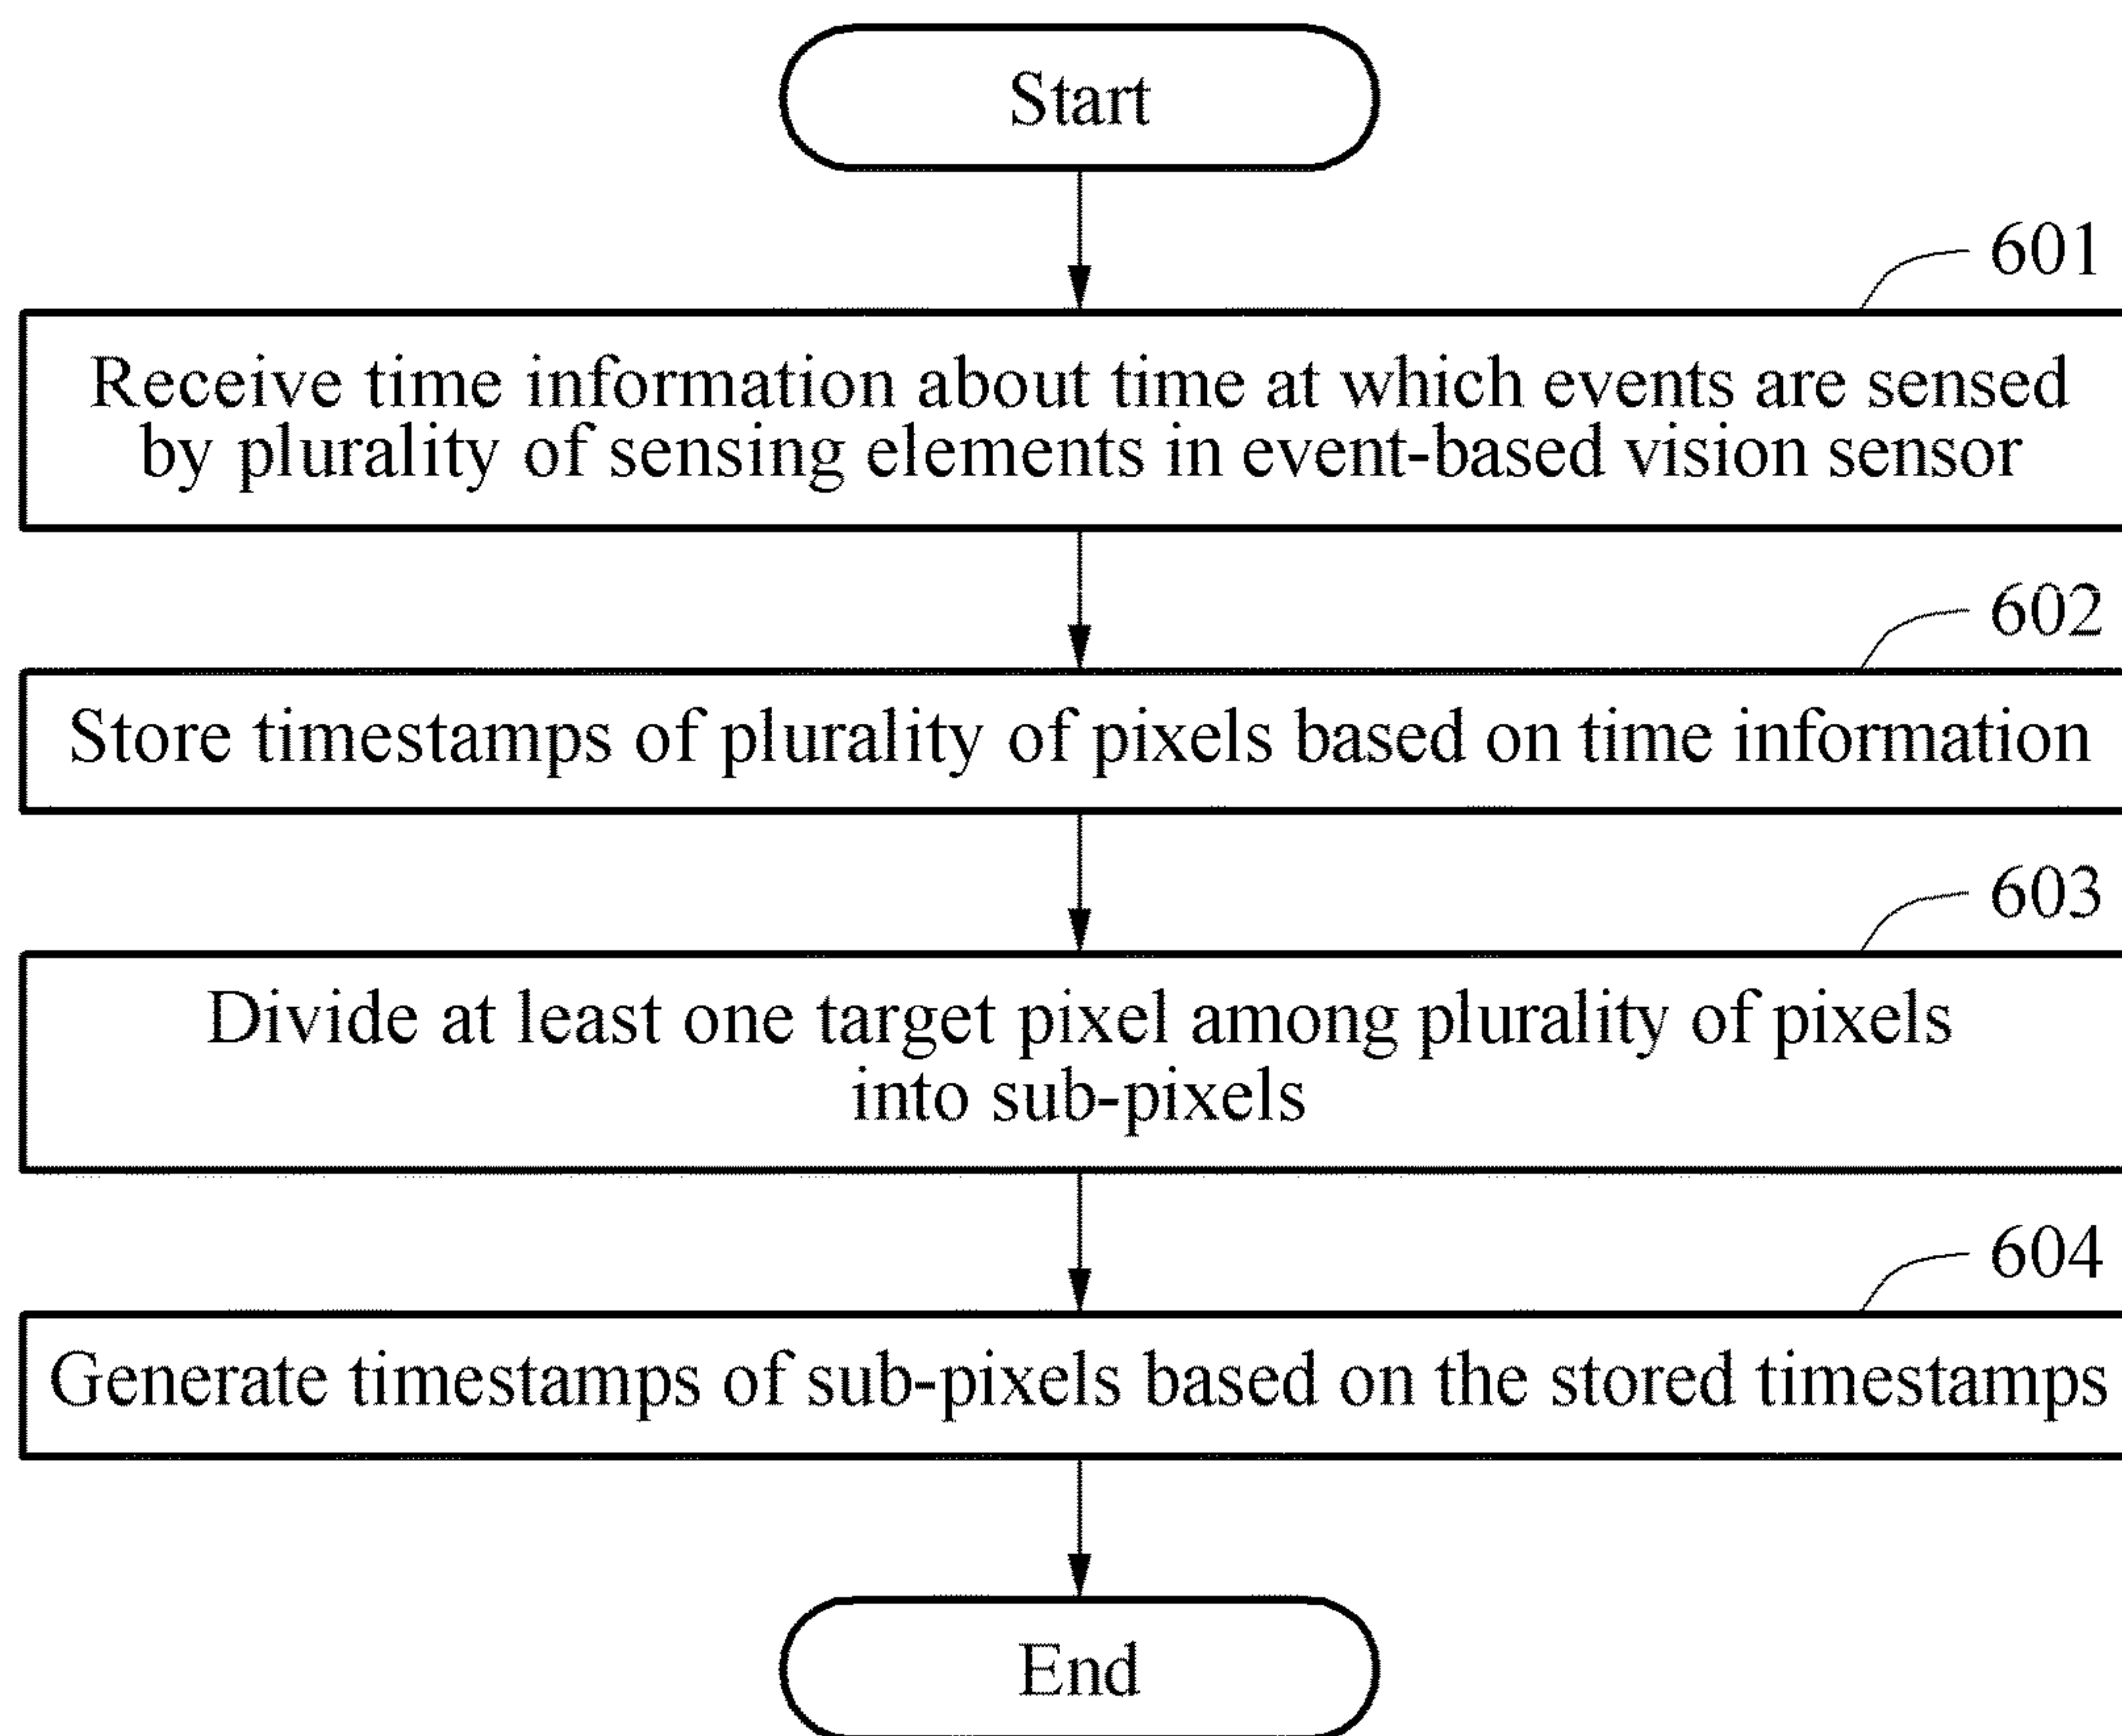 Start
601
Receive time information about time at which events are sensed
by plurality of sensing elements in event-based vision sensor
602
Store timestamps of plurality of pixels based on time information
603
Divide at least one target pixel among plurality of pixels
into sub-pixels
604
Generate timestamps of sub-pixels based on the stored timestamps
End